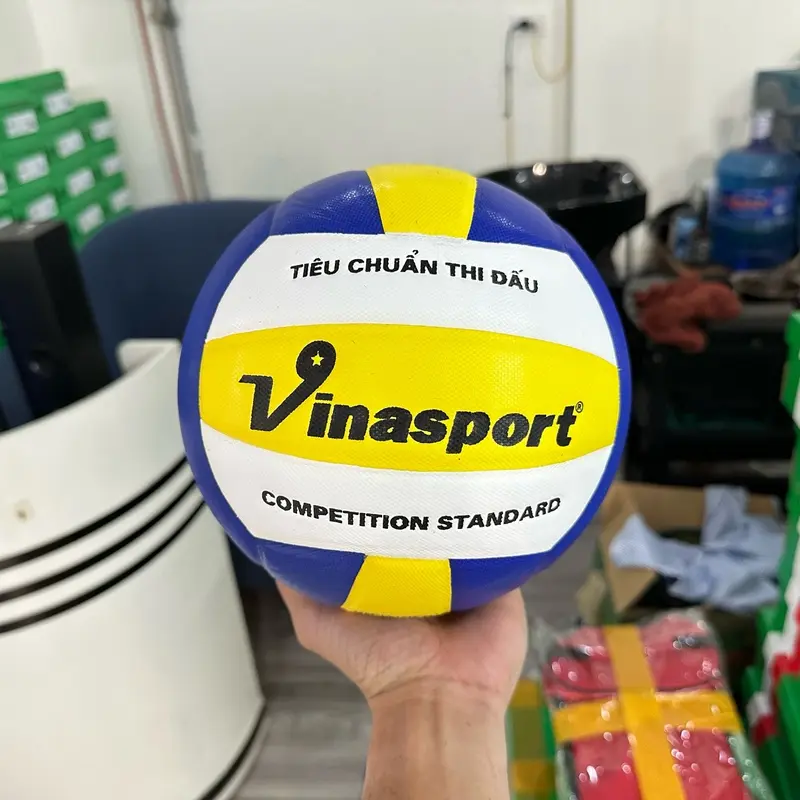 TIÊU CHUẨN THI ĐẤU
Vinasport®
COMPETITION STANDARD